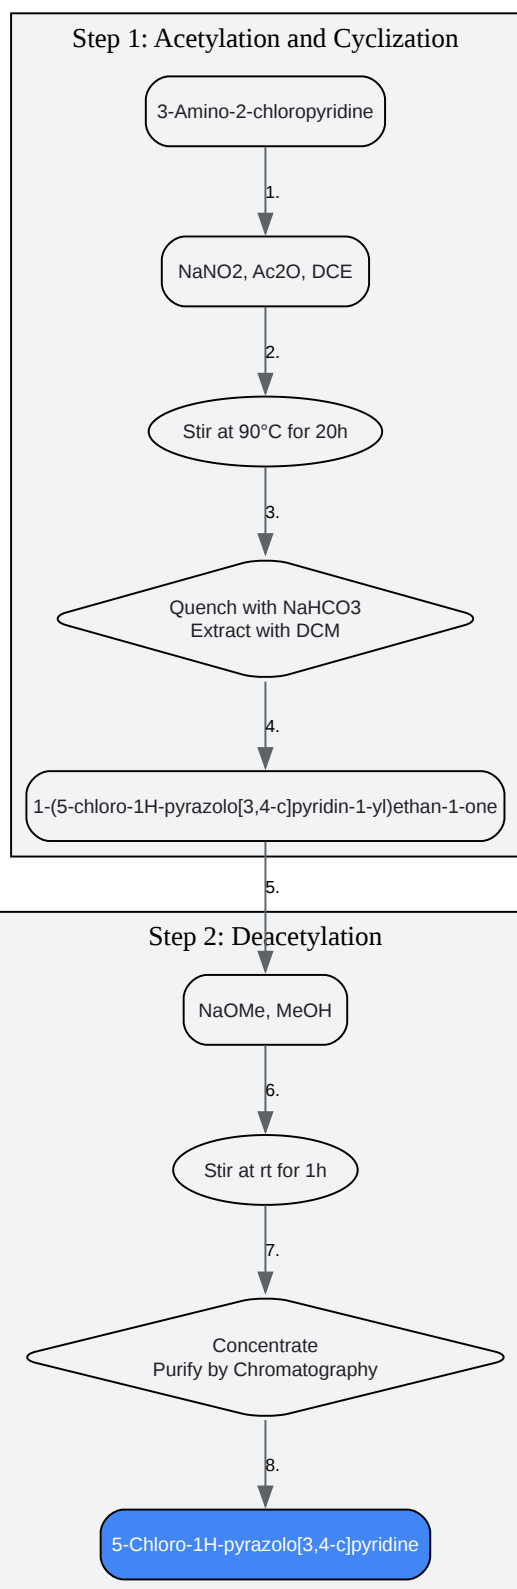 Step 1: Acetylation and Cyclization
3-Amino-2-chloropyridine
1.
NaNO2, Ac2O, DCE
2.
Stir at 90°C for 20h
3.
Quench with NaHCO3
Extract with DCM
4.
1-(5-chloro-1H-pyrazolo[3,4-c]pyridin-1-yl)ethan-1-one
5.
Step 2: Deacetylation
NaOMe, MeOH
6.
Stir at rt for 1h
7.
Concentrate
Purify by Chromatography
8.
5-Chloro-1H-pyrazolo[3,4-c]pyridine